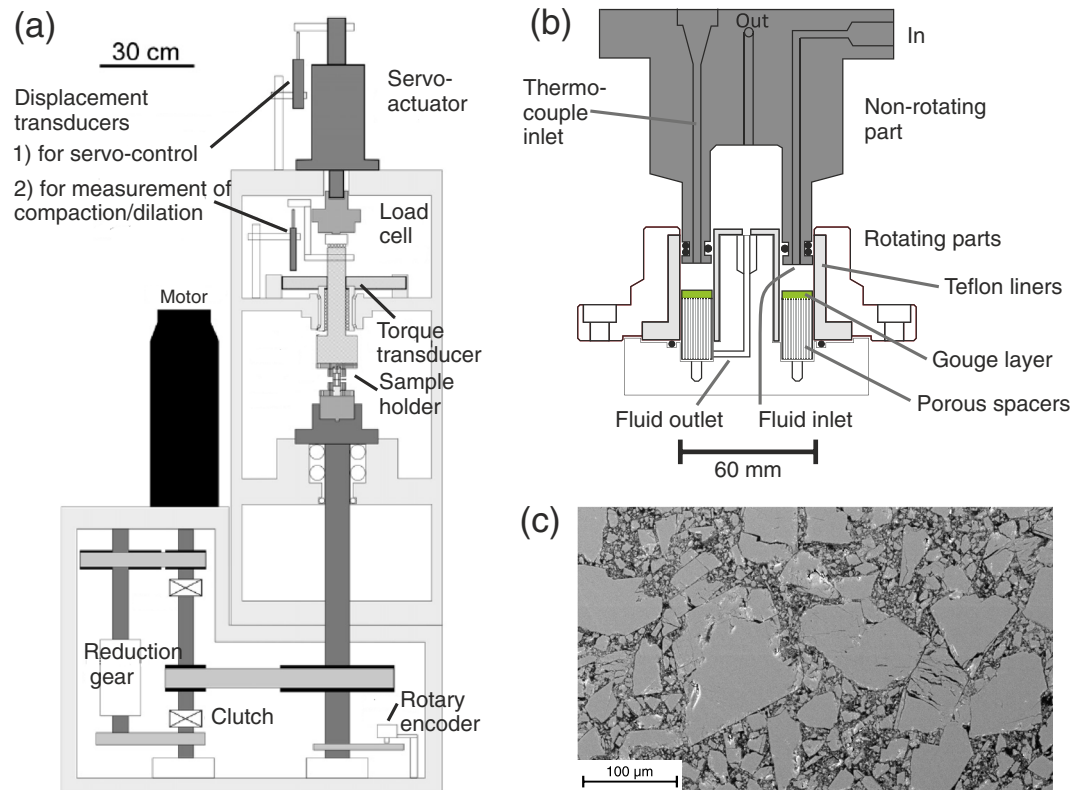 (a)
30 cm
Displacement
transducers
1) for servo-control
2) for measurement of
compaction/dilation
Servo-
actuator
Load
cell
Motor
Torque
transducer
Sample
holder
Reduction
gear
Clutch
Rotary
encoder
(b)
Out
In
Thermo-
couple
inlet
Non-rotating
part
Rotating parts
Teflon liners
Gouge layer
Porous spacers
Fluid outlet
Fluid inlet
60 mm
(c)
100 µm